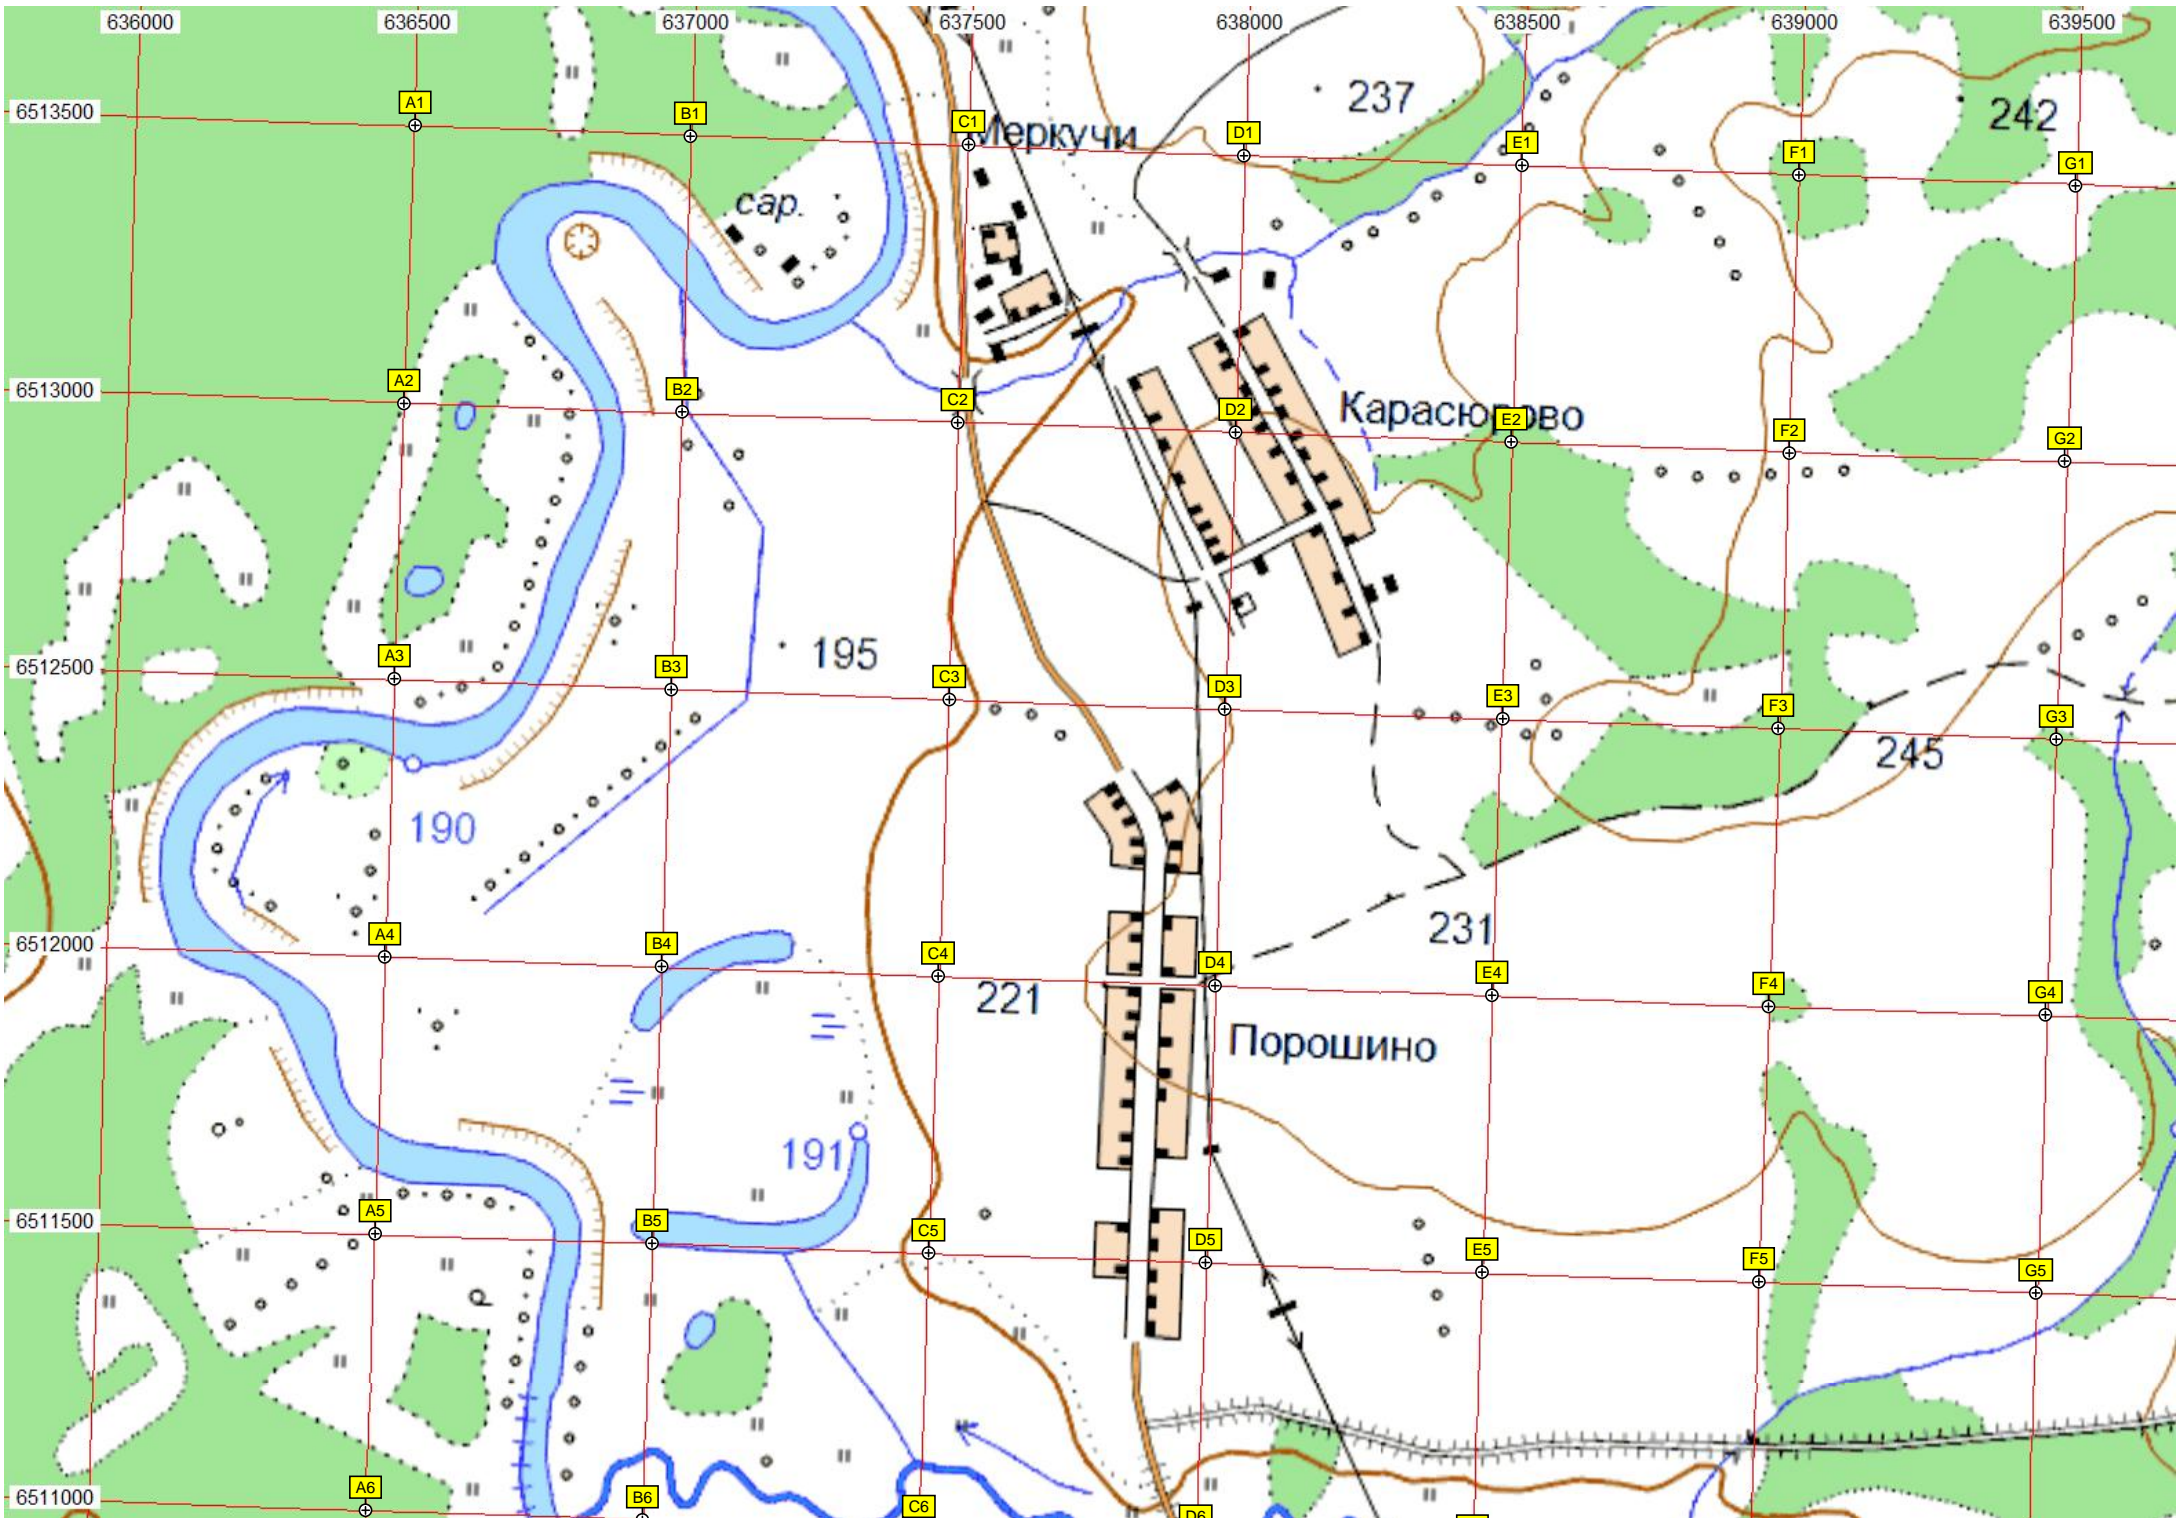 636000 636500 637000 637500 638000 638500 639000 639500
237
242
6513500 A1 B1 C1 Меркучи D1 E1 F1 G1
сар.
6513000 A2 B2 C2 D2 Карасюрово E2 F2 G2
195
6512500 A3 B3 C3 D3 E3 F3 G3
245
190
231
6512000 A4 B4 C4 D4 E4 F4 G4
221
Порошино
191
6511500 A5 B5 C5 D5 E5 F5 G5
6511000 A6 B6 C6 D6